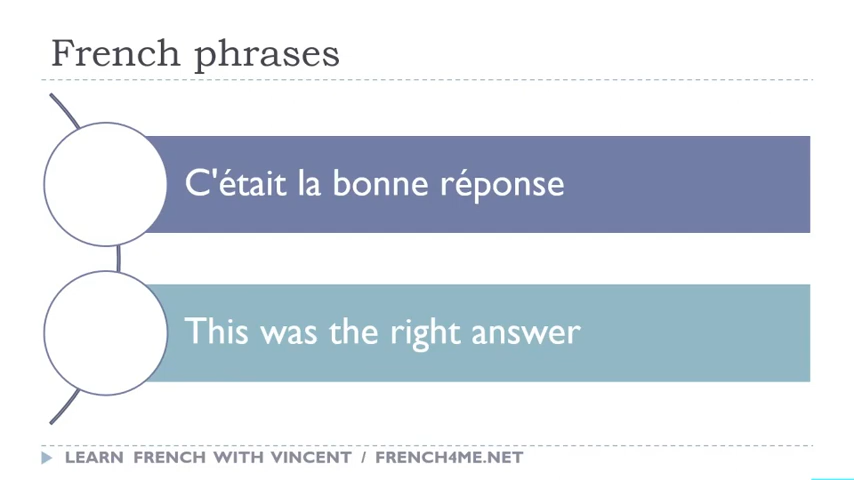 French phrases
C'était la bonne réponse
This was the right answer
LEARN FRENCH WITH VINCENT / FRENCH4ME.NET